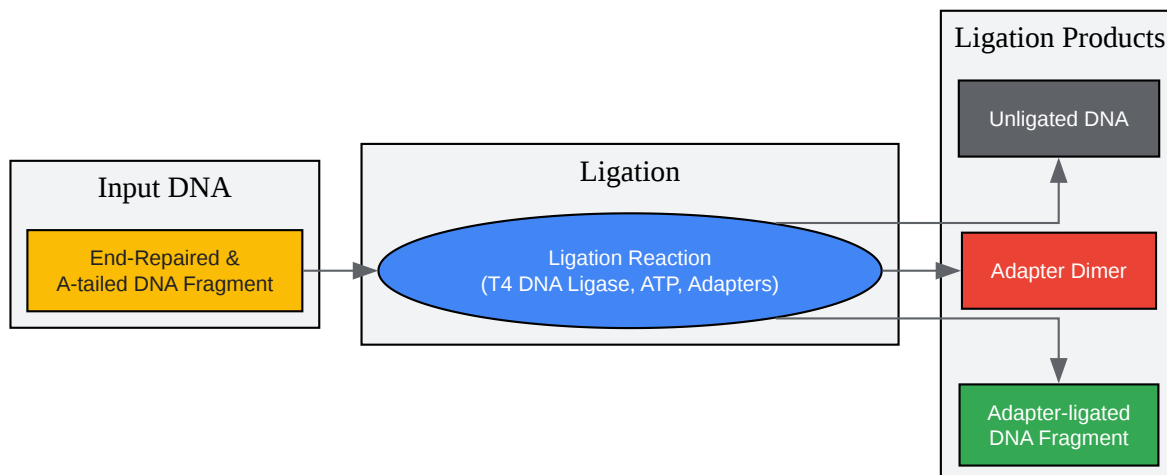 Input DNA
End-Repaired &
A-tailed DNA Fragment
Ligation
Ligation Reaction
(T4 DNA Ligase, ATP, Adapters)
Ligation Products
Unligated DNA
Adapter Dimer
Adapter-ligated
DNA Fragment